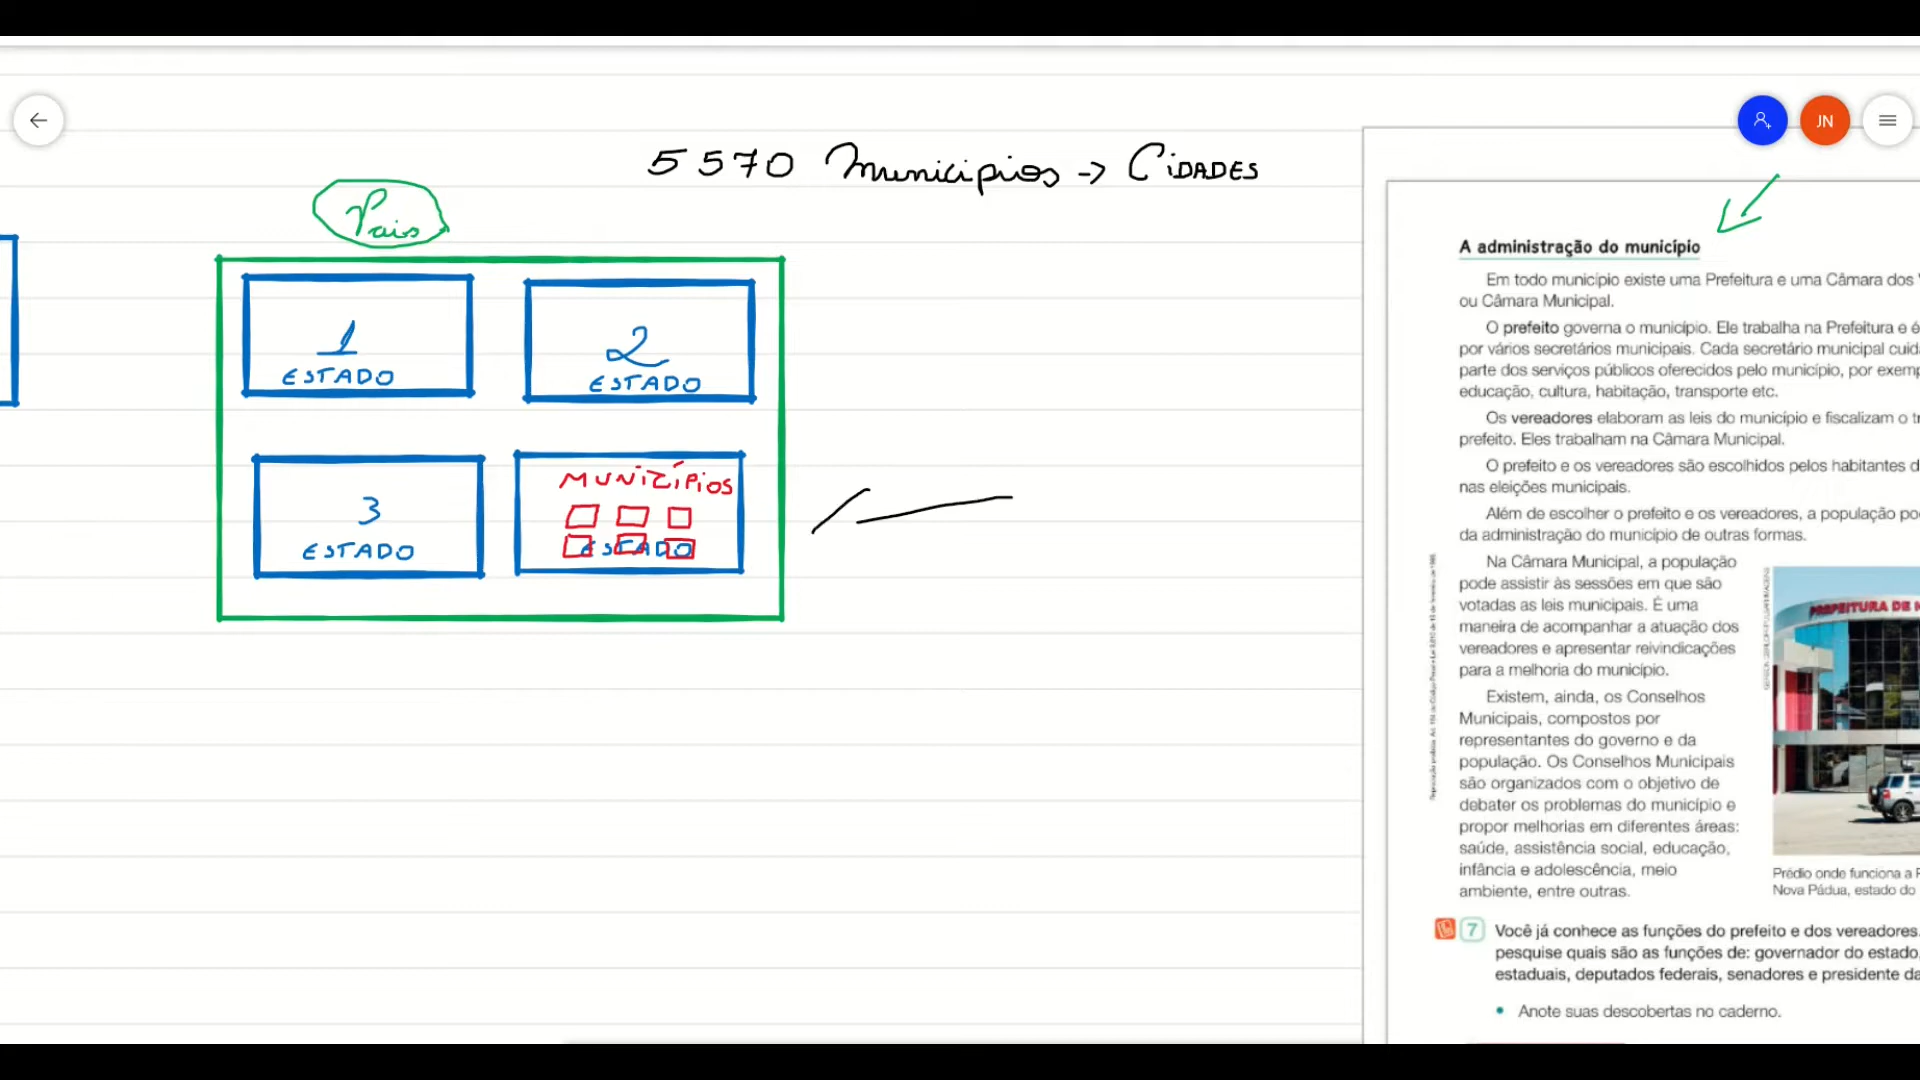 5 570 Municípios → CIDADES
País
1
ESTADO
2
ESTADO
3
ESTADO
MUNICÍPIOS
ESTADO
JN
A administração do município
Em todo município existe uma Prefeitura e uma Câmara dos
ou Câmara Municipal.
O prefeito governa o município. Ele trabalha na Prefeitura e é
por vários secretários municipais. Cada secretário municipal
parte dos serviços públicos oferecidos pelo município, por
educação, cultura, habitação, transporte etc.
Os vereadores elaboram as leis do município e fiscalizam o
prefeito. Eles trabalham na Câmara Municipal.
O prefeito e os vereadores são escolhidos pelos habitantes
nas eleições municipais.
Além de escolher o prefeito e os vereadores, a população
da administração do município de outras formas.
Na Câmara Municipal, a população
pode assistir às sessões em que são
votadas as leis municipais. É uma
maneira de acompanhar a atuação dos
vereadores e apresentar reivindicações
para a melhoria do município.
Existem, ainda, os Conselhos
Municipais, compostos por
representantes do governo e da
população. Os Conselhos Municipais
são organizados com o objetivo de
debater os problemas do município e
propor melhorias em diferentes áreas:
saúde, assistência social, educação,
infância e adolescência, meio
ambiente, entre outras.
PREFEITURA DE
Prédio onde funciona a
Nova Pádua, estado do
7
Você já conhece as funções do prefeito e dos vereadores.
pesquise quais são as funções de: governador do estado,
estaduais, deputados federais, senadores e presidente da
• Anote suas descobertas no caderno.